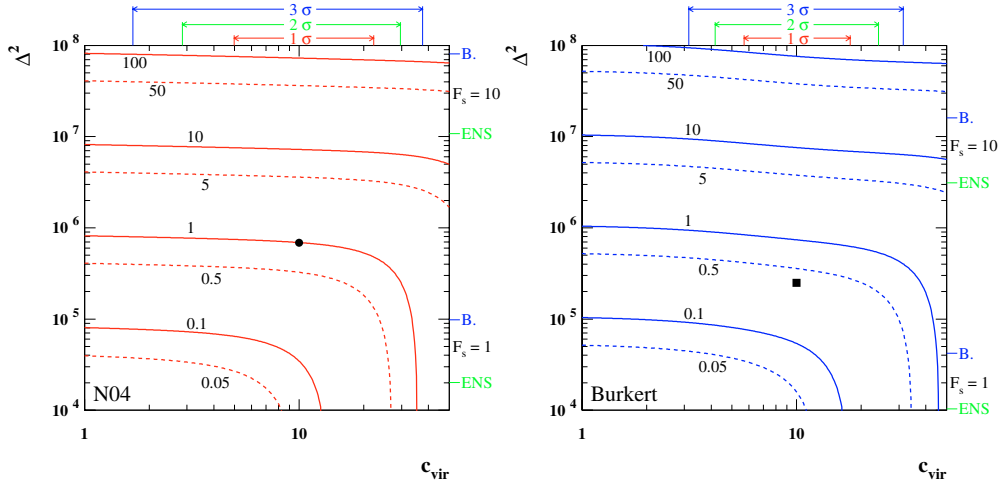 3 σ
2 σ
1 σ
Δ²
10⁸
10⁷
10⁶
10⁵
10⁴
100
50
10
5
1
0.5
0.1
0.05
N04
B.
F_s = 10
ENS
B.
F_s = 1
ENS
1
10
c_vir
3 σ
2 σ
1 σ
Δ²
10⁸
10⁷
10⁶
10⁵
10⁴
100
50
10
5
1
0.5
0.1
0.05
Burkert
B.
F_s = 10
ENS
B.
F_s = 1
ENS
1
10
c_vir